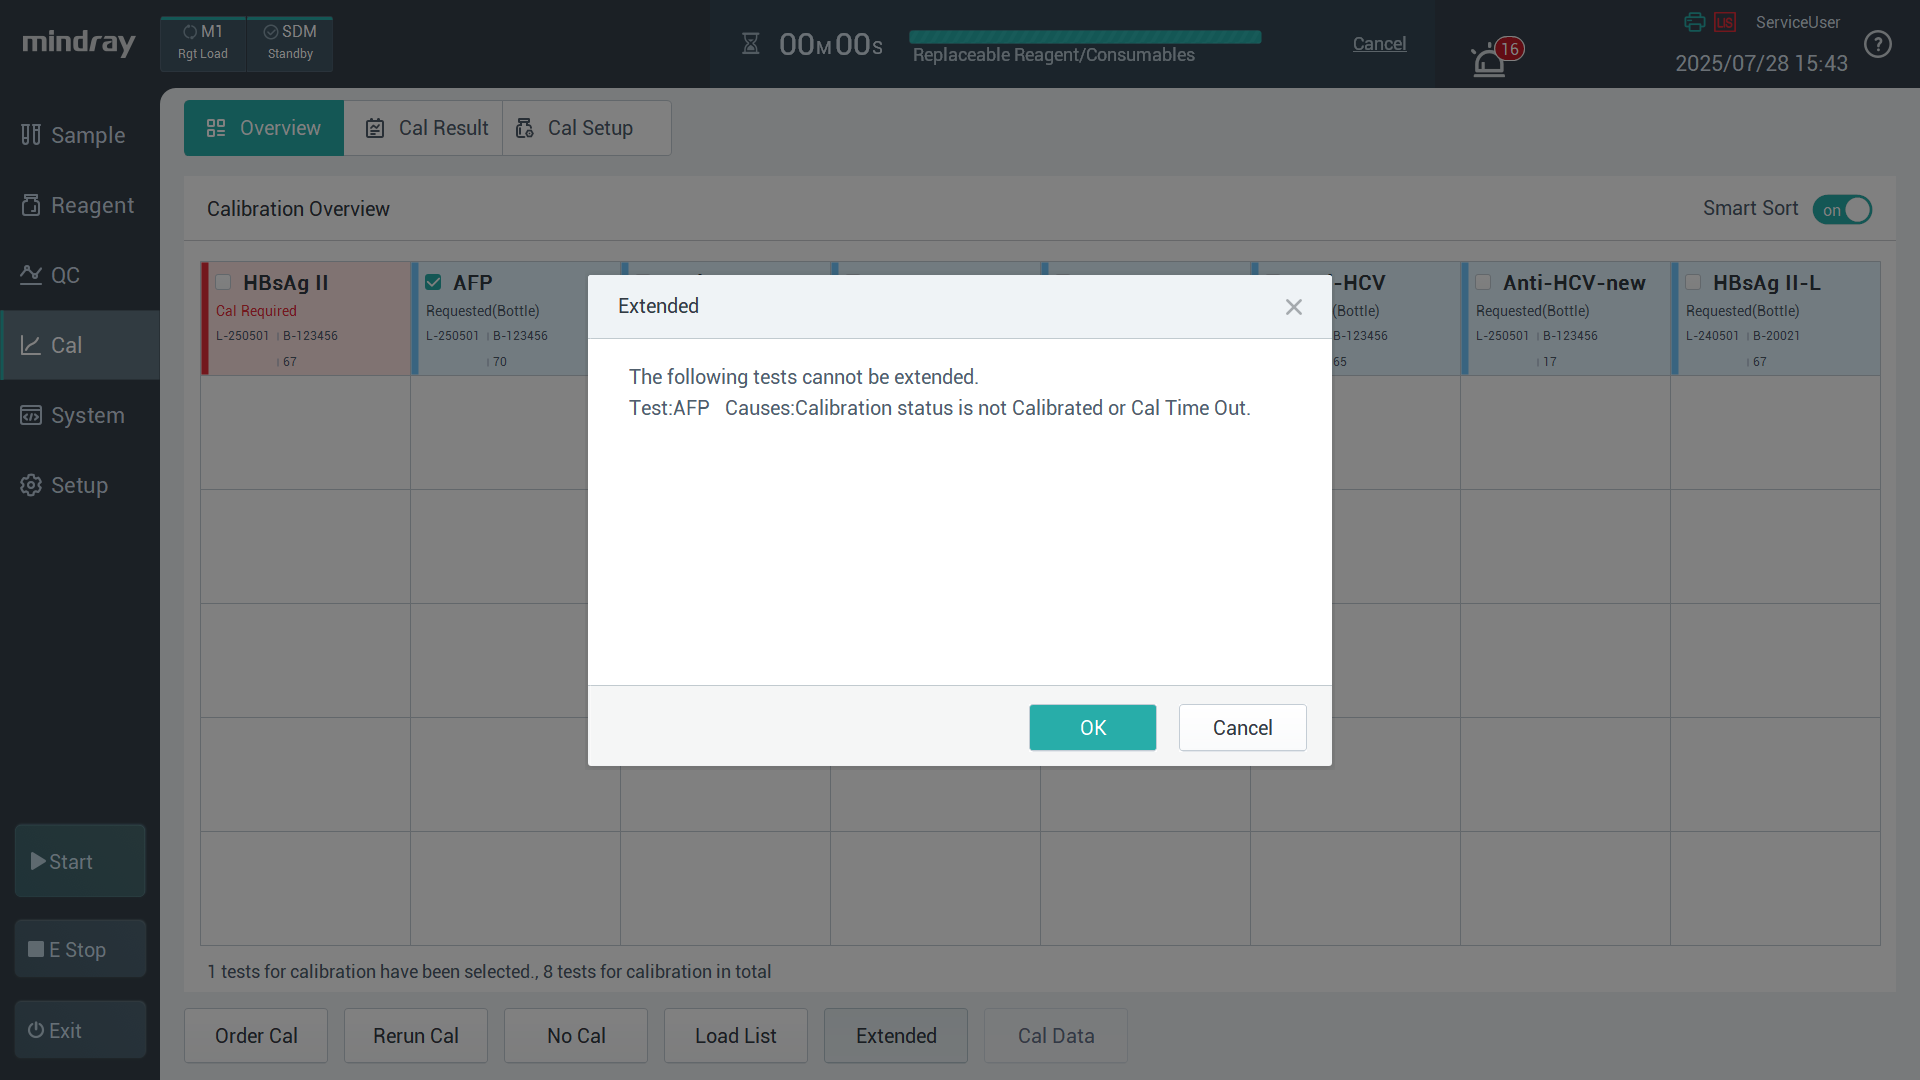 mindray
M1
Rgt Load
SDM
Standby
00M00S
Replaceable Reagent/Consumables
Cancel
16
LIS
ServiceUser
2025/07/28 15:43
?
Sample
Reagent
QC
Cal
System
Setup
Start
E Stop
Exit
Overview
Cal Result
Cal Setup
Calibration Overview
Smart Sort
on
HBsAg II
Cal Required
L-250501 B-123456
67
AFP
Requested(Bottle)
L-250501 B-123456
70
-HCV
(Bottle)
B-123456
65
Anti-HCV-new
Requested(Bottle)
L-250501 B-123456
17
HBsAg II-L
Requested(Bottle)
L-240501 B-20021
67
Extended
The following tests cannot be extended.
Test:AFP Causes:Calibration status is not Calibrated or Cal Time Out.
OK
Cancel
1 tests for calibration have been selected., 8 tests for calibration in total
Order Cal
Rerun Cal
No Cal
Load List
Extended
Cal Data